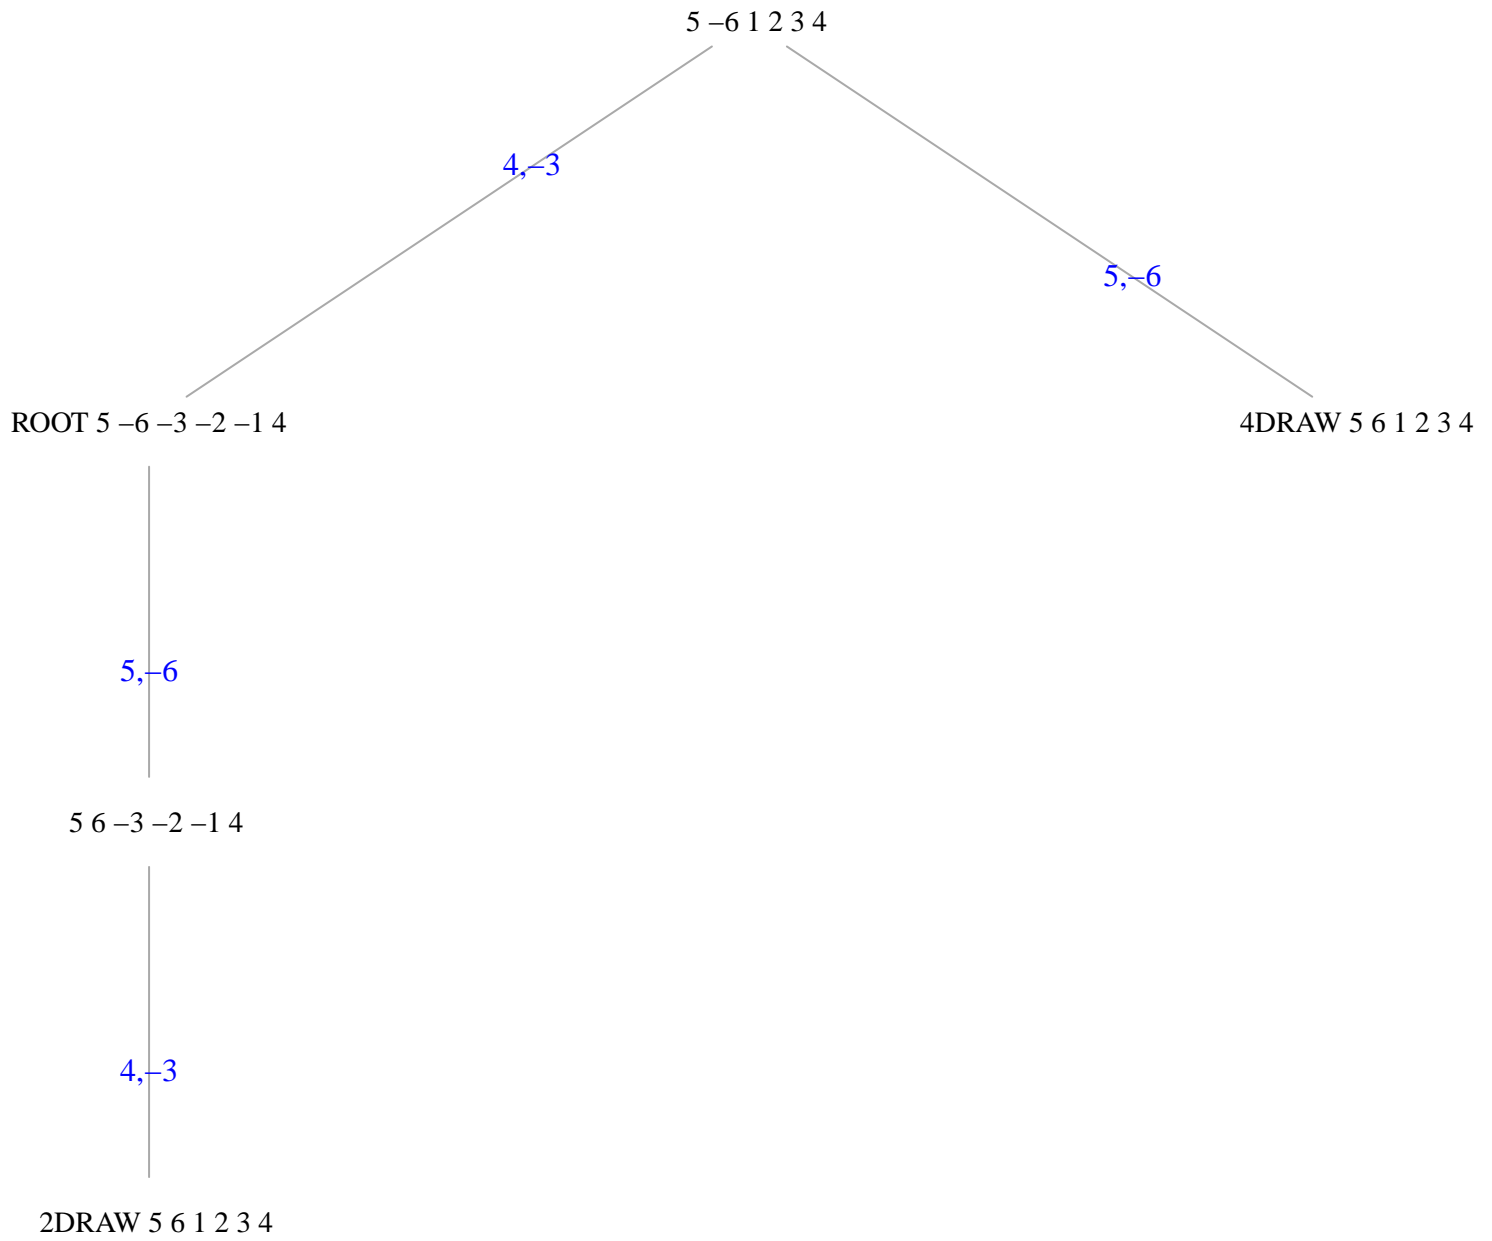 5 –6 1 2 3 4
4,–3
5,–6
ROOT 5 –6 –3 –2 –1 4
4DRAW 5 6 1 2 3 4
5,–6
5 6 –3 –2 –1 4
4,–3
2DRAW 5 6 1 2 3 4